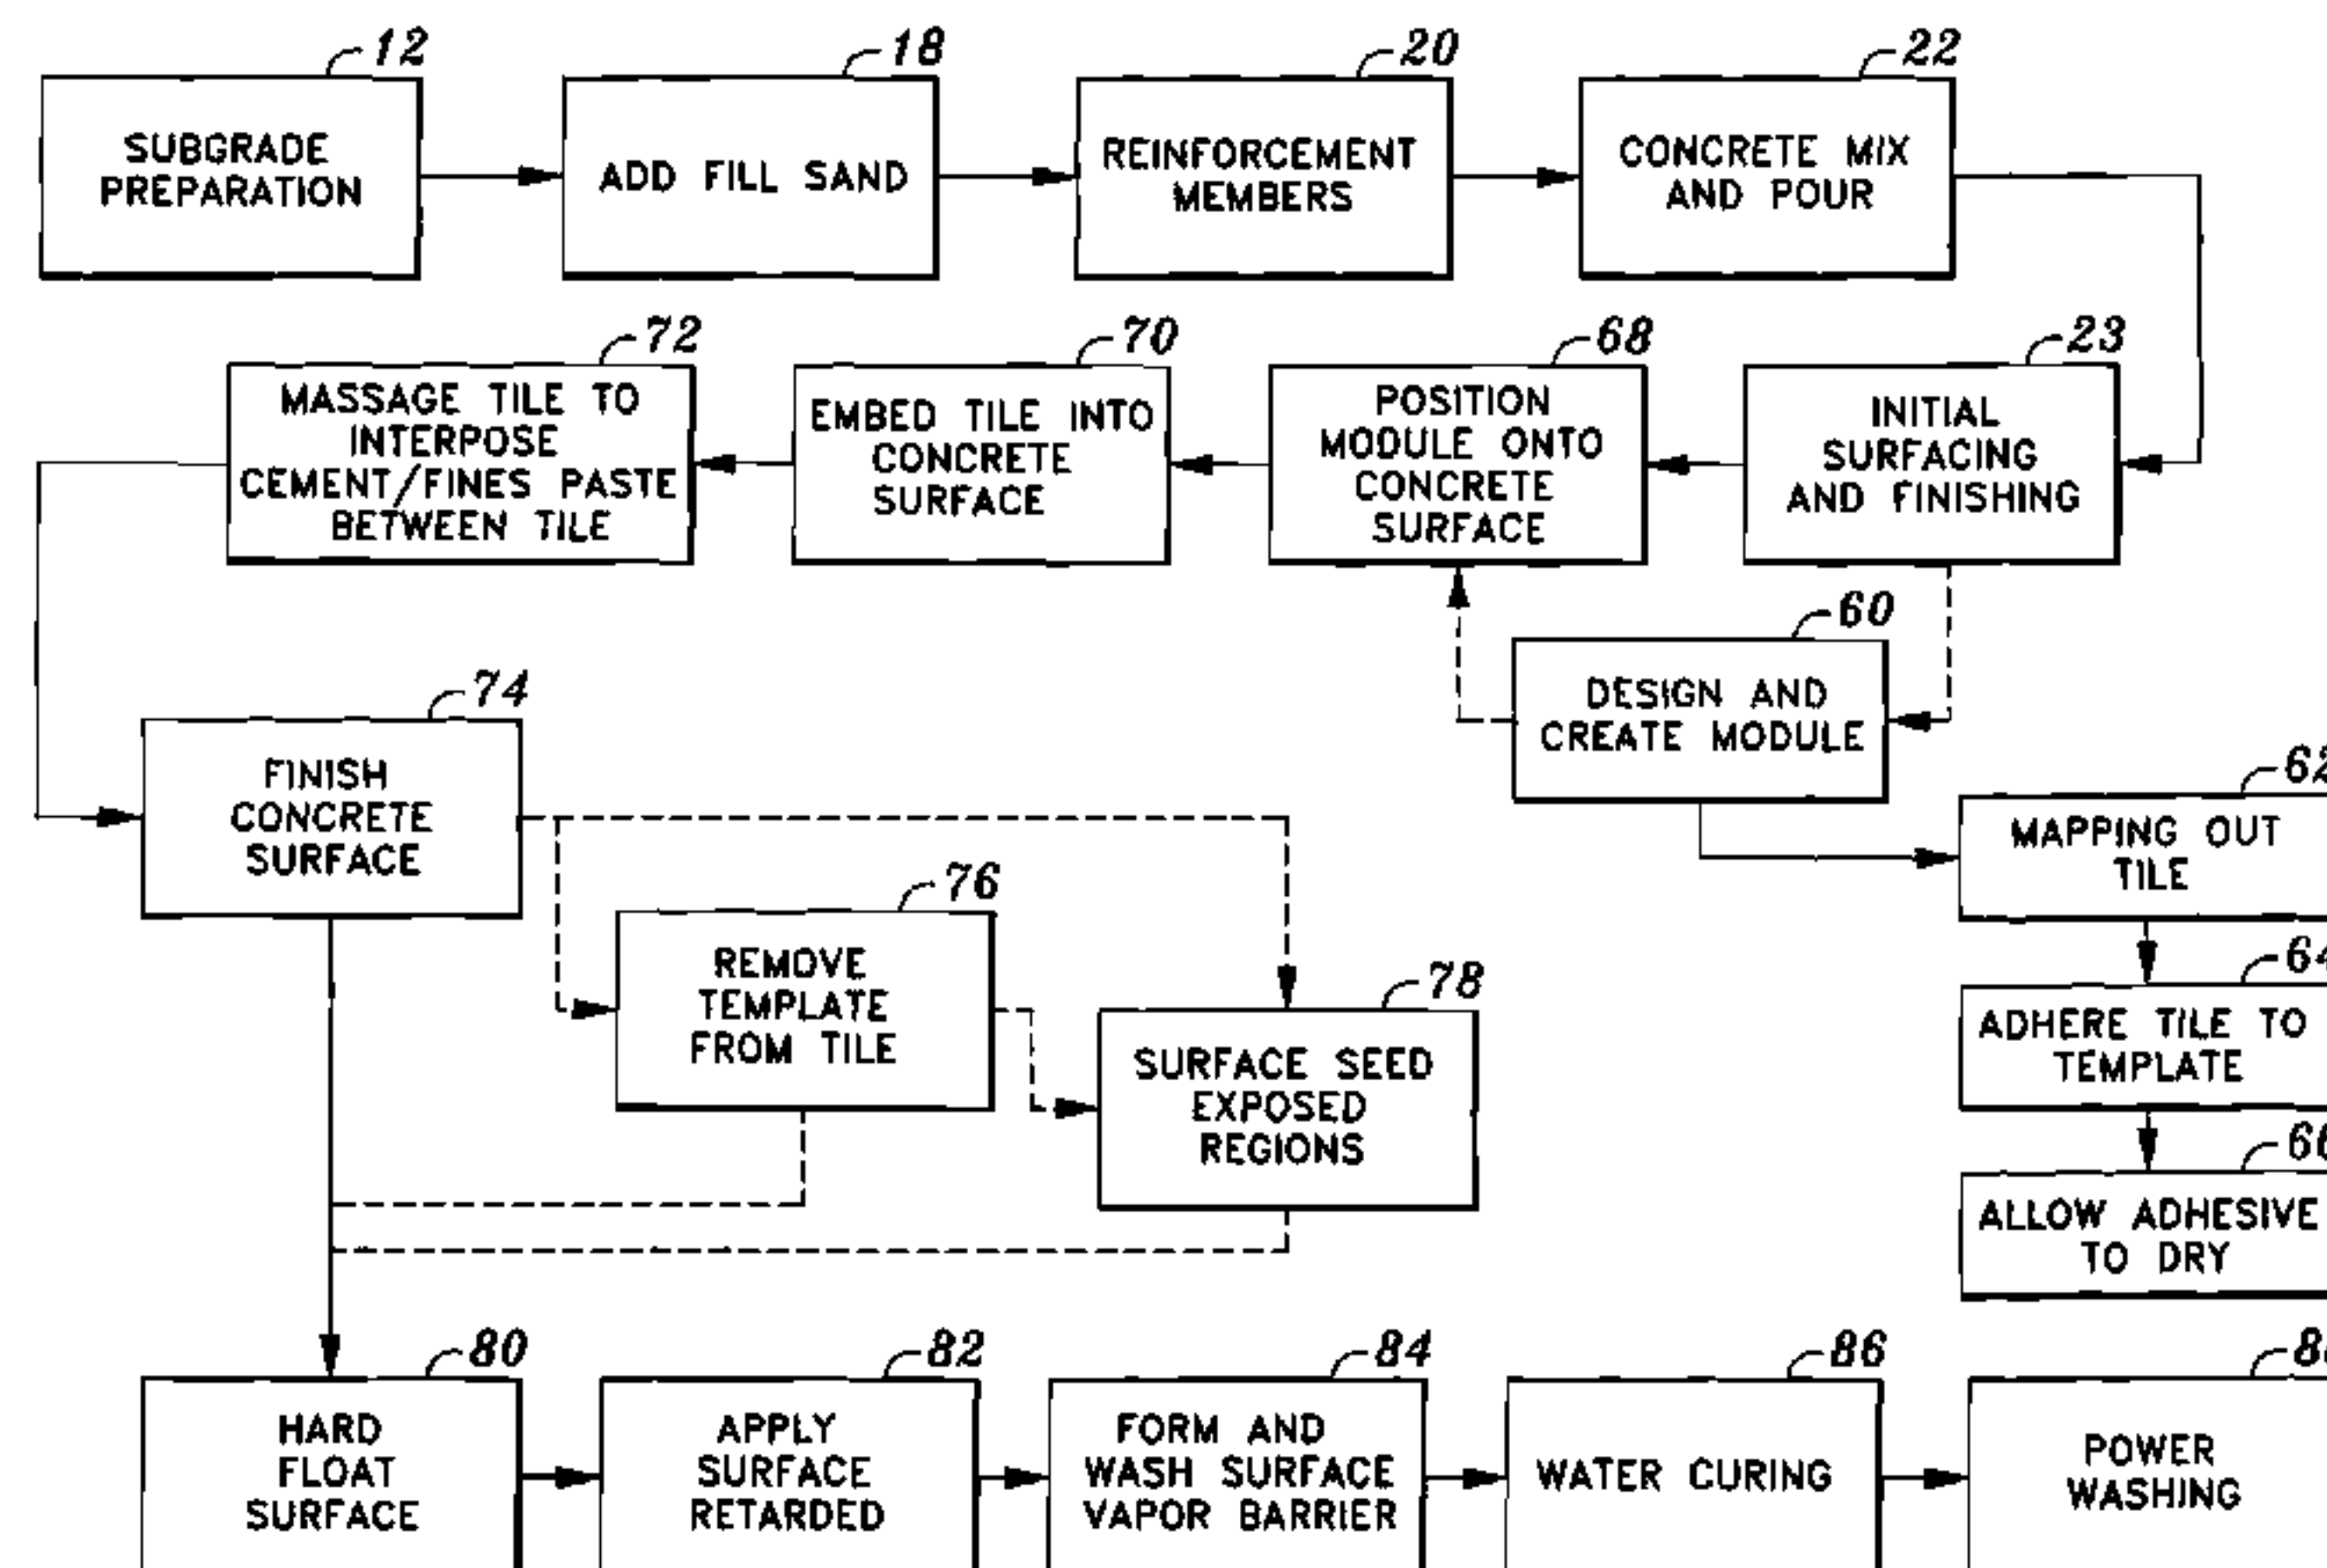 12
SUBGRADE
PREPARATION
18
ADD FILL SAND
20
REINFORCEMENT
MEMBERS
22
CONCRETE MIX
AND POUR
72
MASSAGE TILE TO
INTERPOSE
CEMENT/FINES PASTE
BETWEEN TILE
70
EMBED TILE INTO
CONCRETE
SURFACE
68
POSITION
MODULE ONTO
CONCRETE
SURFACE
23
INITIAL
SURFACING
AND FINISHING
60
DESIGN AND
CREATE MODULE
74
FINISH
CONCRETE
SURFACE
62
MAPPING OUT
TILE
76
REMOVE
TEMPLATE
FROM TILE
78
SURFACE SEED
EXPOSED
REGIONS
64
ADHERE TILE TO
TEMPLATE
66
ALLOW ADHESIVE
TO DRY
80
HARD
FLOAT
SURFACE
82
APPLY
SURFACE
RETARDED
84
FORM AND
WASH SURFACE
VAPOR BARRIER
86
WATER CURING
POWER
WASHING